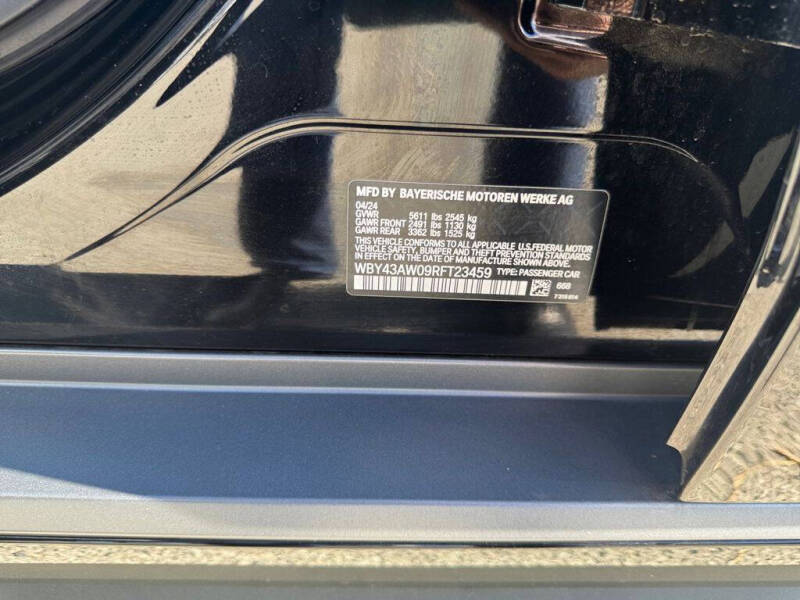 MFD BY BAYERISCHE MOTOREN WERKE AG
04/24
GVWR 5611 lbs 2545 kg
GAWR FRONT 2491 lbs 1130 kg
GAWR REAR 3362 lbs 1525 kg
THIS VEHICLE CONFORMS TO ALL APPLICABLE U.S.FEDERAL MOTOR
VEHICLE SAFETY, BUMPER AND THEFT PREVENTION STANDARDS
IN EFFECT ON THE DATE OF MANUFACTURE SHOWN ABOVE.
WBY43AW09RFT23459 TYPE: PASSENGER CAR
668